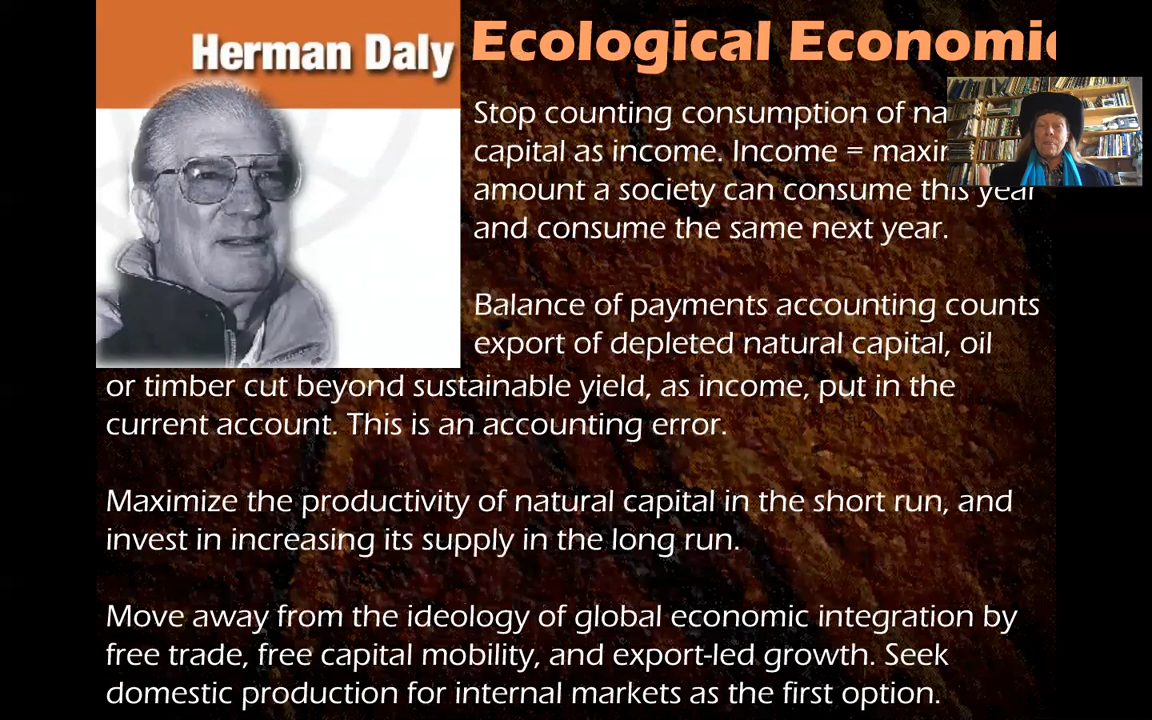 Herman Daly
Ecological Economic
Stop counting consumption of na
capital as income. Income = maxim
amount a society can consume this year
and consume the same next year.
Balance of payments accounting counts
export of depleted natural capital, oil
or timber cut beyond sustainable yield, as income, put in the
current account. This is an accounting error.
Maximize the productivity of natural capital in the short run, and
invest in increasing its supply in the long run.
Move away from the ideology of global economic integration by
free trade, free capital mobility, and export-led growth. Seek
domestic production for internal markets as the first option.